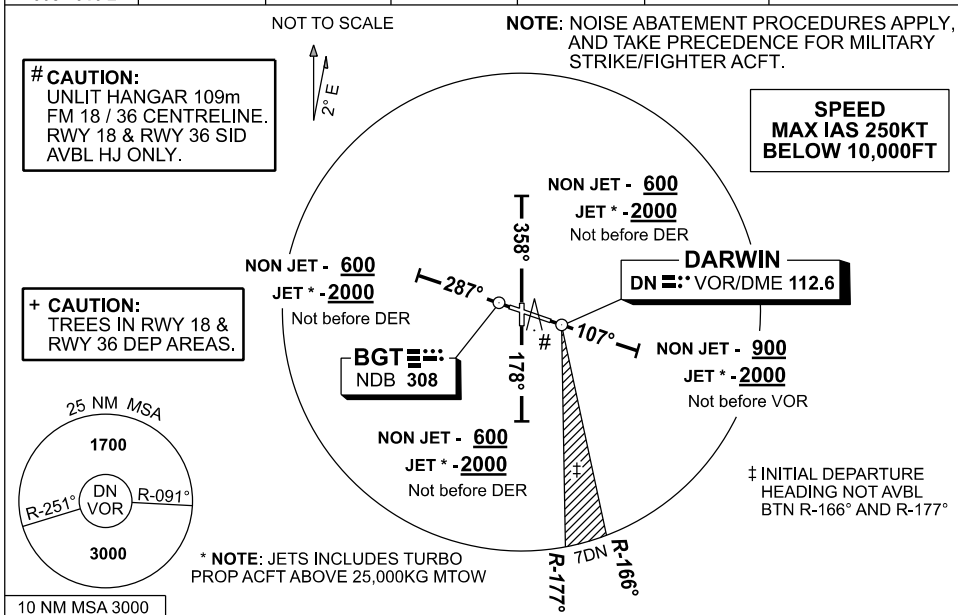 NOT TO SCALE
NOTE: NOISE ABATEMENT PROCEDURES APPLY,
AND TAKE PRECEDENCE FOR MILITARY
STRIKE/FIGHTER ACFT.
# CAUTION:
UNLIT HANGAR 109m
FM 18 / 36 CENTRELINE.
RWY 18 & RWY 36 SID
AVBL HJ ONLY.
2° E
SPEED
MAX IAS 250KT
BELOW 10,000FT
NON JET - 600
JET * - 2000
Not before DER
358°
DARWIN
DN VOR/DME 112.6
NON JET - 600
JET * - 2000
Not before DER
287°
+ CAUTION:
TREES IN RWY 18 &
RWY 36 DEP AREAS.
#
107°
BGT
NDB 308
178°
NON JET - 900
JET * - 2000
Not before VOR
NON JET - 600
JET * - 2000
Not before DER
‡
‡ INITIAL DEPARTURE
HEADING NOT AVBL
BTN R-166° AND R-177°
25 NM MSA
1700
DN
VOR
R-251°
R-091°
3000
* NOTE: JETS INCLUDES TURBO
PROP ACFT ABOVE 25,000KG MTOW
7DN
R-177°
R-166°
10 NM MSA 3000